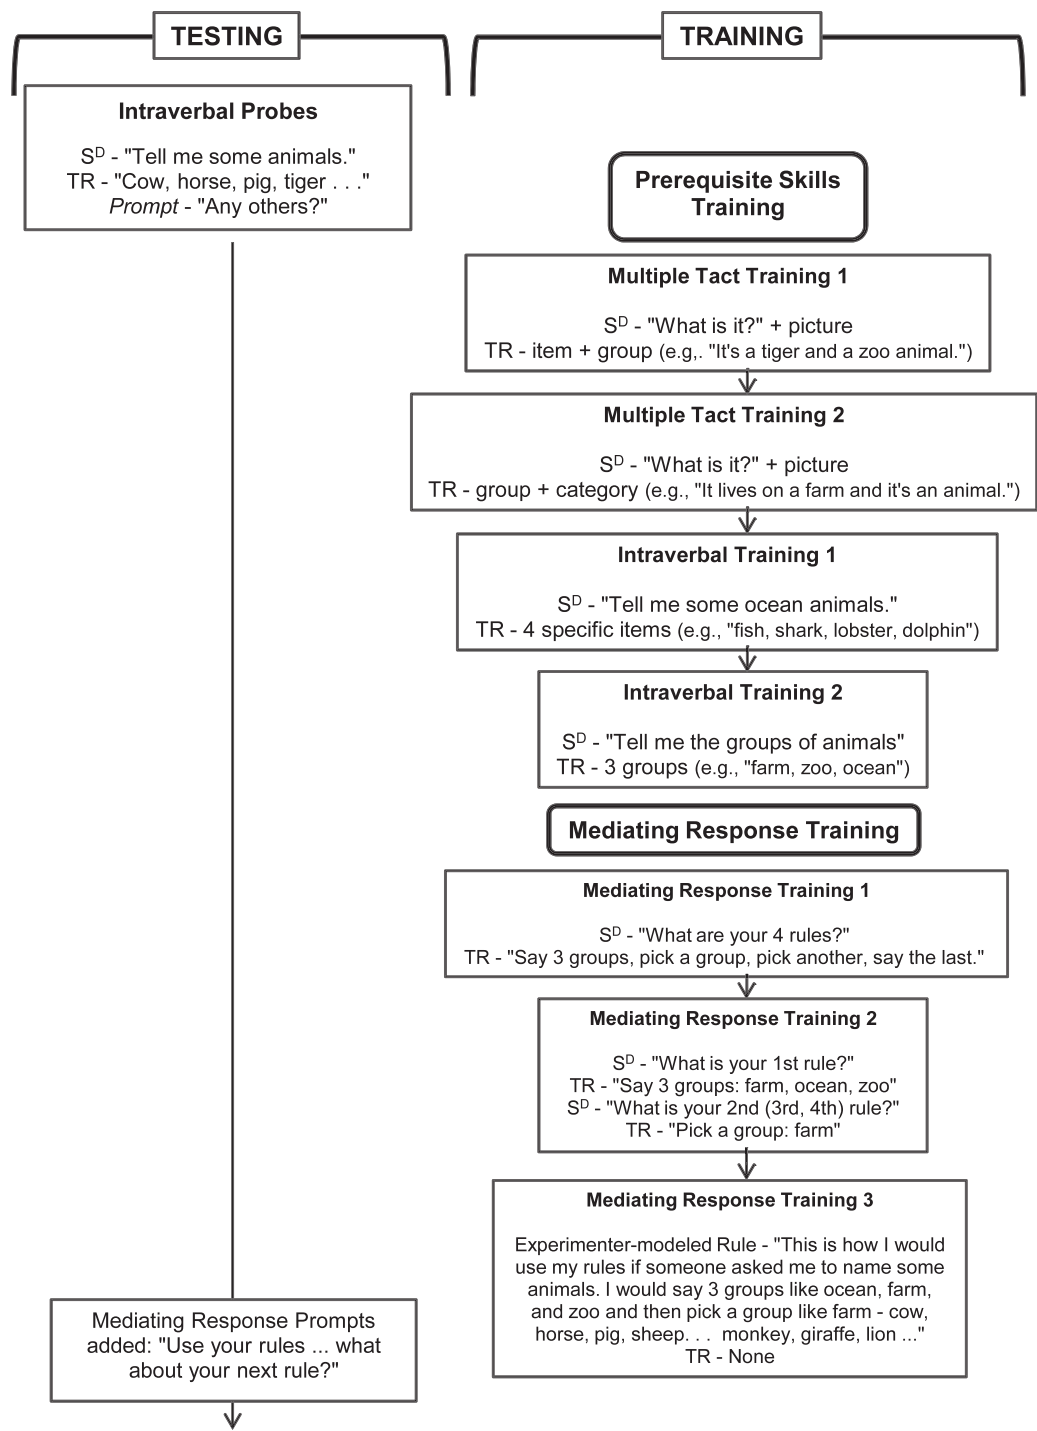 TESTING
Intraverbal Probes
Sᴰ - "Tell me some animals."
TR - "Cow, horse, pig, tiger . . ."
Prompt - "Any others?"
Mediating Response Prompts
added: "Use your rules ... what
about your next rule?"
TRAINING
Prerequisite Skills
Training
Multiple Tact Training 1
Sᴰ - "What is it?" + picture
TR - item + group (e.g,. "It's a tiger and a zoo animal.")
Multiple Tact Training 2
Sᴰ - "What is it?" + picture
TR - group + category (e.g., "It lives on a farm and it's an animal.")
Intraverbal Training 1
Sᴰ - "Tell me some ocean animals."
TR - 4 specific items (e.g., "fish, shark, lobster, dolphin")
Intraverbal Training 2
Sᴰ - "Tell me the groups of animals"
TR - 3 groups (e.g., "farm, zoo, ocean")
Mediating Response Training
Mediating Response Training 1
Sᴰ - "What are your 4 rules?"
TR - "Say 3 groups, pick a group, pick another, say the last."
Mediating Response Training 2
Sᴰ - "What is your 1st rule?"
TR - "Say 3 groups: farm, ocean, zoo"
Sᴰ - "What is your 2nd (3rd, 4th) rule?"
TR - "Pick a group: farm"
Mediating Response Training 3
Experimenter-modeled Rule - "This is how I would
use my rules if someone asked me to name some
animals. I would say 3 groups like ocean, farm,
and zoo and then pick a group like farm - cow,
horse, pig, sheep. . .  monkey, giraffe, lion ..."
TR - None